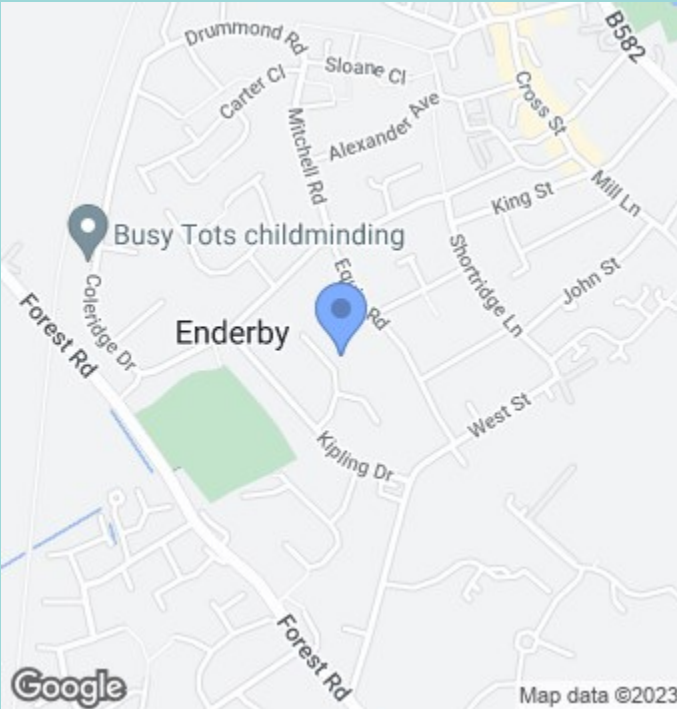 Drummond Rd
B582
Sloane Cl
Carter Cl
Cross St
Mitchell Rd
Alexander Ave
King St
Mill Ln
Busy Tots childminding
Shortridge Ln
John St
Coleridge Dr
Forest Rd
Enderby
Rd
West St
Kipling Dr
Forest Rd
Google
Map data ©2023